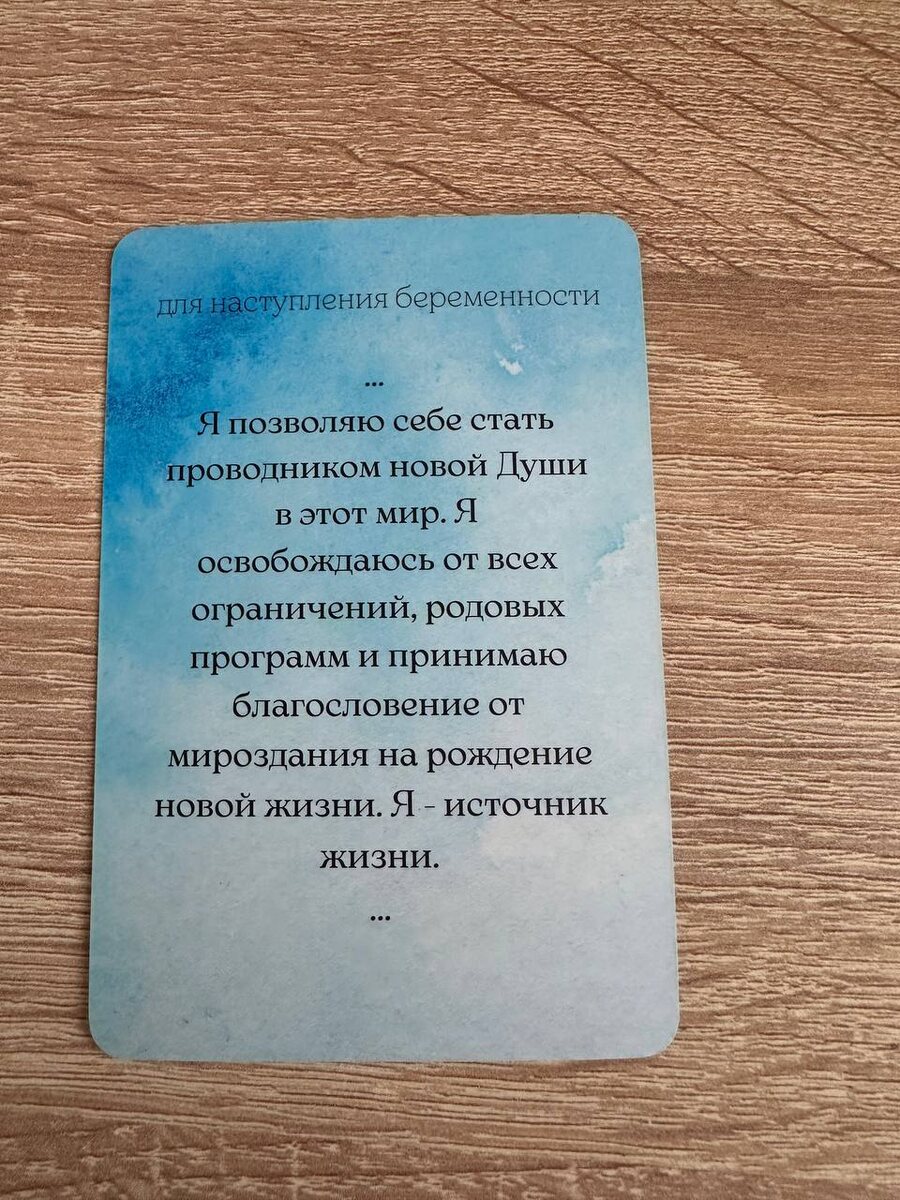 для наступления беременности
...
Я позволяю себе стать
проводником новой Души
в этот мир. Я
освобождаюсь от всех
ограничений, родовых
программ и принимаю
благословение от
мироздания на рождение
новой жизни. Я - источник
жизни.
...